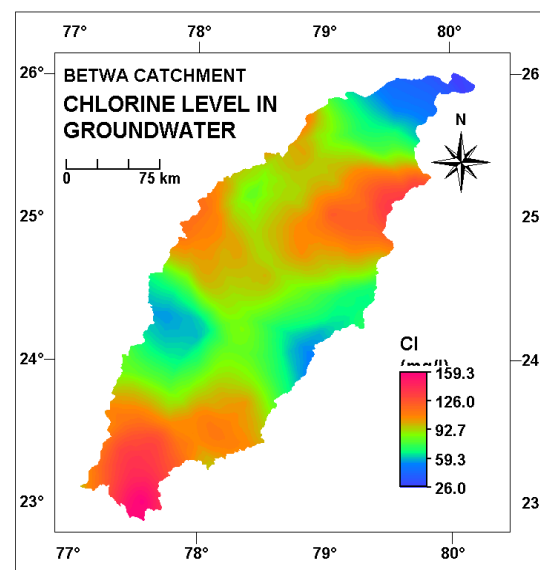 77° 78° 79° 80°
26° 26°
BETWA CATCHMENT
CHLORINE LEVEL IN
GROUNDWATER
N
0 75 km
25° 25°
24° 24°
Cl
(mg/l)
159.3
126.0
92.7
59.3
26.0
23° 23°
77° 78° 79° 80°